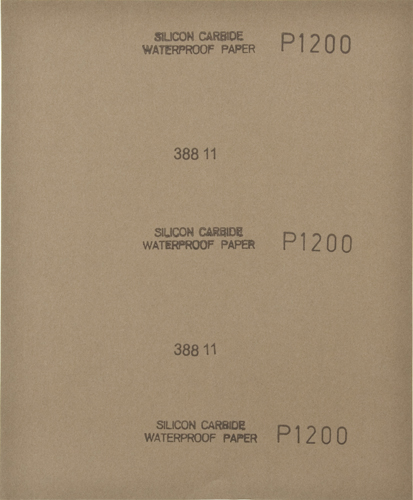 SILICON CARBIDE
WATERPROOF PAPER P1200
388 11
SILICON CARBIDE
WATERPROOF PAPER P1200
388 11
SILICON CARBIDE
WATERPROOF PAPER P1200